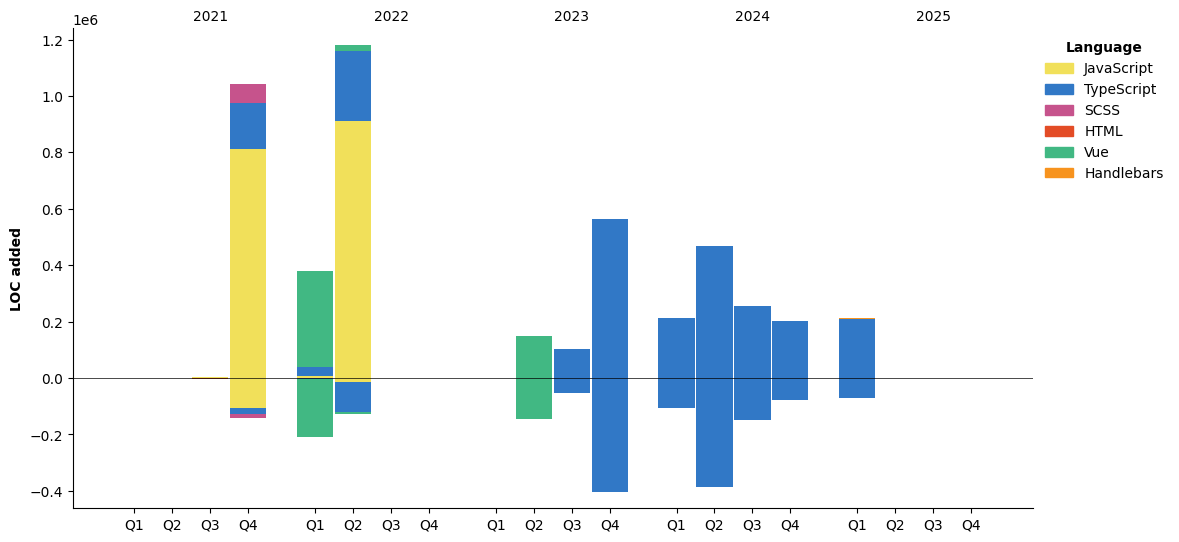 1e6
2021 2022 2023 2024 2025
Language
JavaScript
TypeScript
SCSS
HTML
Vue
Handlebars
LOC added
1.2
1.0
0.8
0.6
0.4
0.2
0.0
−0.2
−0.4
Q1 Q2 Q3 Q4 Q1 Q2 Q3 Q4 Q1 Q2 Q3 Q4 Q1 Q2 Q3 Q4 Q1 Q2 Q3 Q4